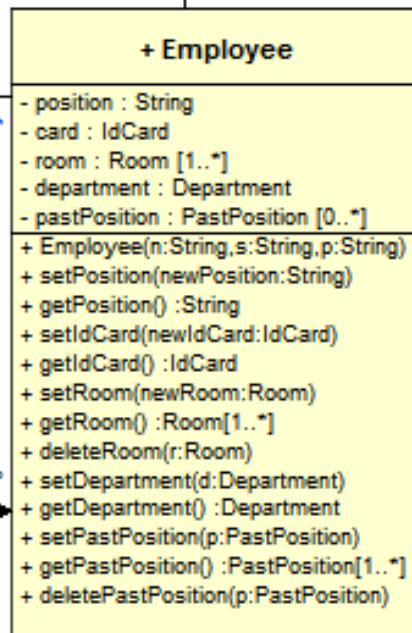 + Employee
- position : String
- card : IdCard
- room : Room [1..*]
- department : Department
- pastPosition : PastPosition [0..*]
+ Employee(n:String,s:String,p:String)
+ setPosition(newPosition:String)
+ getPosition() :String
+ setIdCard(newIdCard:IdCard)
+ getIdCard() :IdCard
+ setRoom(newRoom:Room)
+ getRoom() :Room[1..*]
+ deleteRoom(r:Room)
+ setDepartment(d:Department)
+ getDepartment() :Department
+ setPastPosition(p:PastPosition)
+ getPastPosition() :PastPosition[1..*]
+ deletePastPosition(p:PastPosition)